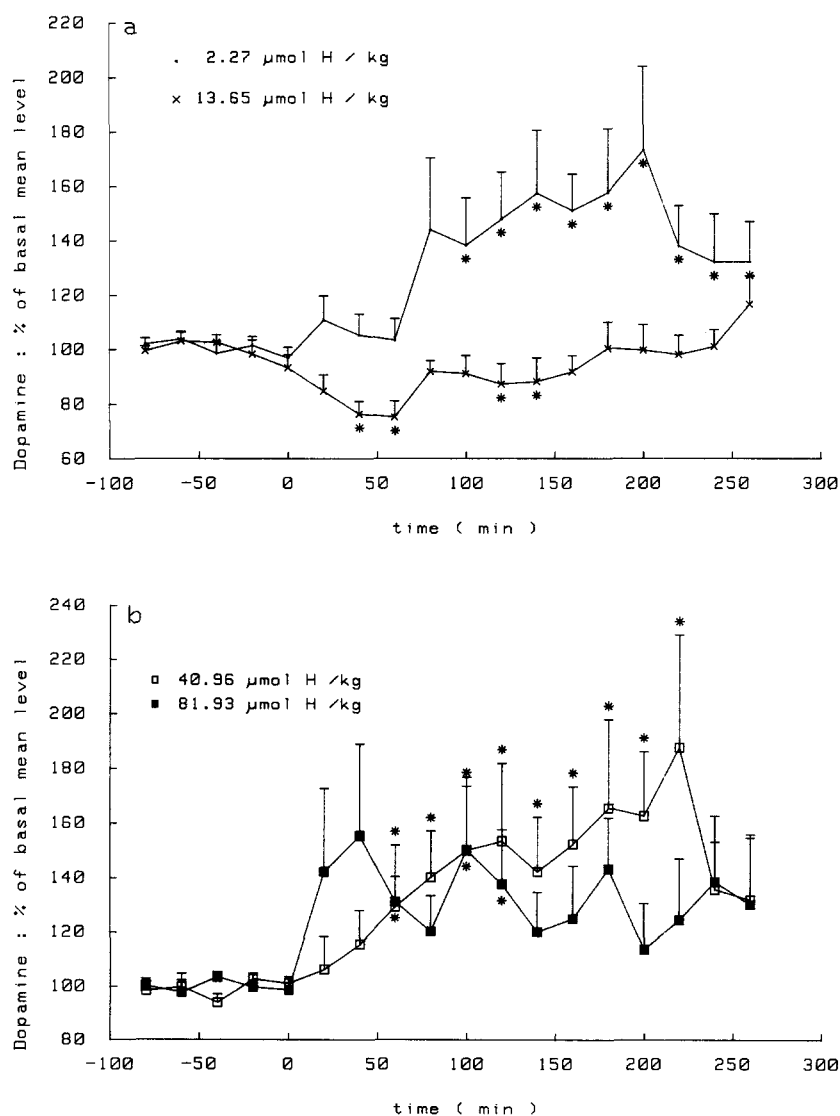 a
220
200
180
160
140
120
100
80
60
Dopamine : % of basal mean level
. 2.27 µmol H / kg
× 13.65 µmol H / kg
* * * * * * * * *
* * * *
-100 -50 0 50 100 150 200 250 300
time ( min )
b
240
220
200
180
160
140
120
100
80
Dopamine : % of basal mean level
□ 40.96 µmol H /kg
■ 81.93 µmol H /kg
* * * * * * * * *
* * *
-100 -50 0 50 100 150 200 250 300
time ( min )